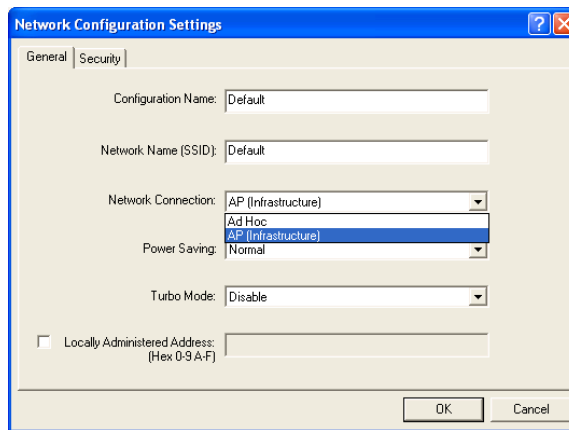 Network Configuration Settings
General
Security
Configuration Name: Default
Network Name (SSID): Default
Network Connection: AP (Infrastructure)
Ad Hoc
AP (Infrastructure)
Power Saving: Normal
Turbo Mode: Disable
Locally Administered Address:
(Hex 0-9 A-F)
OK
Cancel